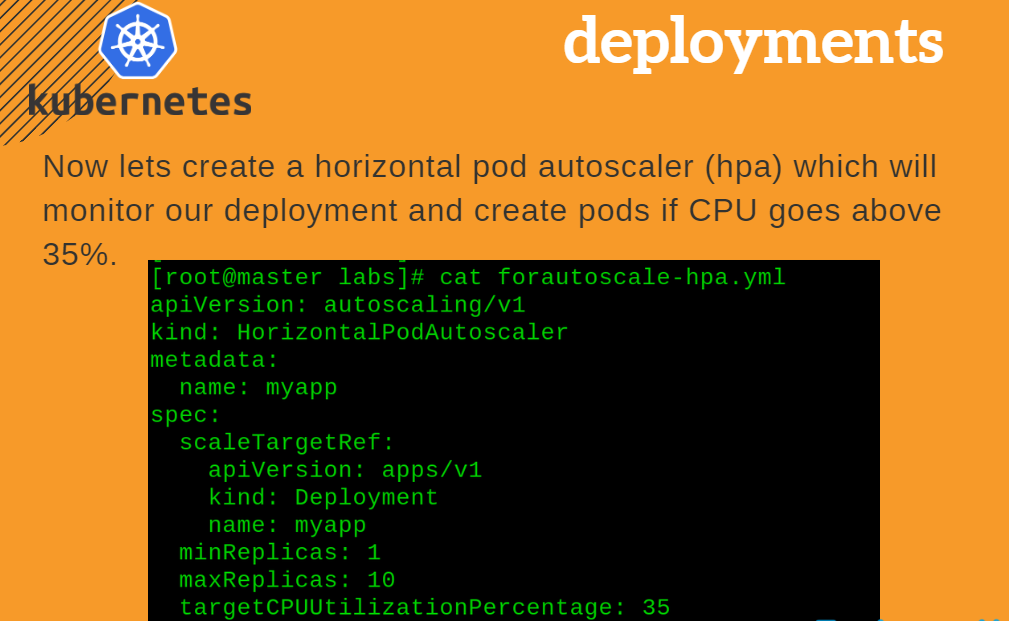 kubernetes
deployments
Now lets create a horizontal pod autoscaler (hpa) which will
monitor our deployment and create pods if CPU goes above
35%.
[root@master labs]# cat forautoscale-hpa.yml
apiVersion: autoscaling/v1
kind: HorizontalPodAutoscaler
metadata:
  name: myapp
spec:
  scaleTargetRef:
    apiVersion: apps/v1
    kind: Deployment
    name: myapp
  minReplicas: 1
  maxReplicas: 10
  targetCPUUtilizationPercentage: 35